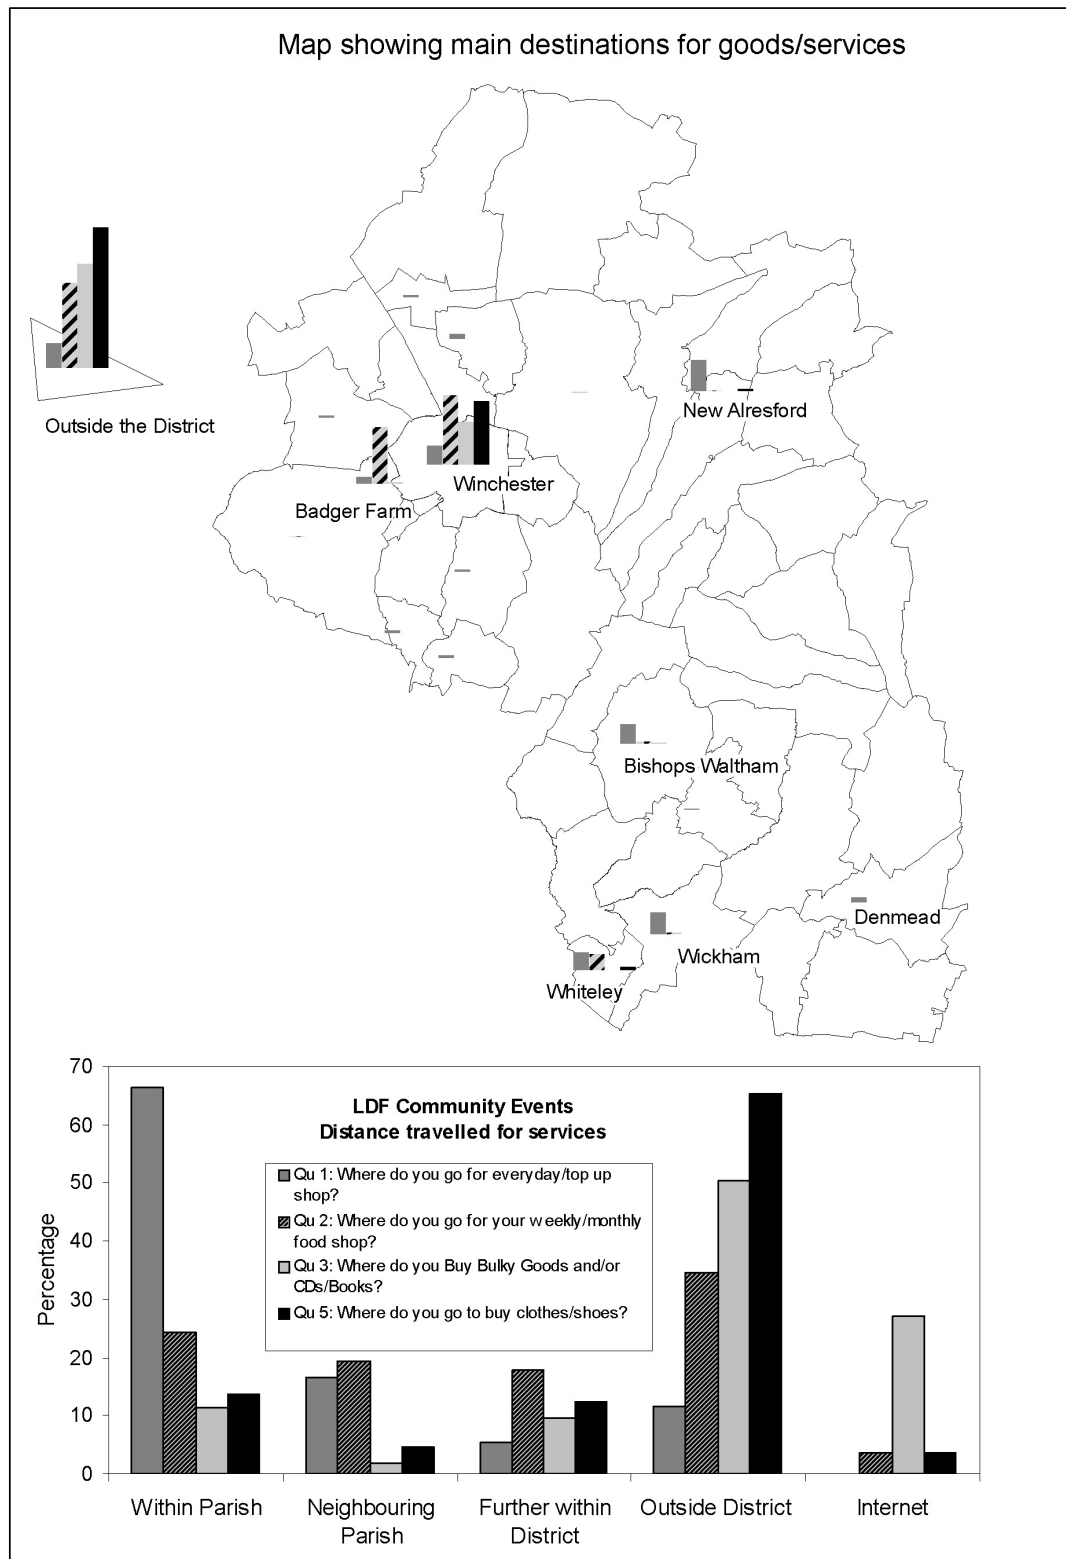 Map showing main destinations for goods/services
Outside the District
New Alresford
Winchester
Badger Farm
Bishops Waltham
Denmead
Wickham
Whiteley
LDF Community Events
Distance travelled for services
Qu 1: Where do you go for everyday/top up
shop?
Qu 2: Where do you go for your weekly/monthly
food shop?
Qu 3: Where do you Buy Bulky Goods and/or
CDs/Books?
Qu 5: Where do you go to buy clothes/shoes?
Percentage
70
60
50
40
30
20
10
0
Within Parish
Neighbouring
Parish
Further within
District
Outside District
Internet